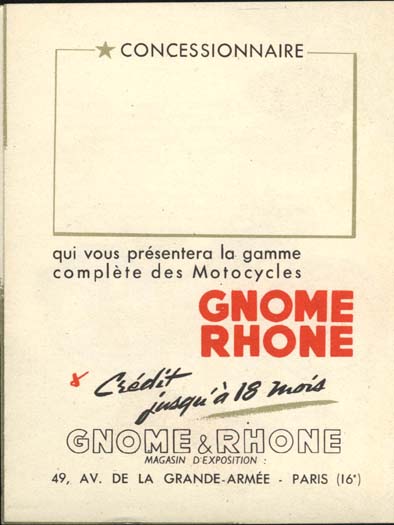 CONCESSIONNAIRE
qui vous présentera la gamme
complète des Motocycles
GNOME
RHONE
Crédit
jusqu'à 18 mois
GNOME & RHONE
MAGASIN D'EXPOSITION :
49, AV. DE LA GRANDE-ARMÉE - PARIS (16e)